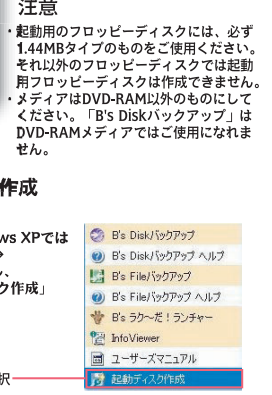 注意
・起動用のフロッピーディスクには、必ず
1.44MBタイプのものをご使用ください。
それ以外のフロッピーディスクでは起動
用フロッピーディスクは作成できません。
・メディアはDVD-RAM以外のものにして
ください。「B's Diskバックアップ」は
DVD-RAMメディアではご使用になれま
せん。
作成
ws XPでは
し、
ク作成」
択
B's Diskバックアップ
B's Diskバックアップ ヘルプ
B's Fileバックアップ
B's Fileバックアップ ヘルプ
B's ラク〜だ！ランチャー
InfoViewer
ユーザーズマニュアル
起動ディスク作成